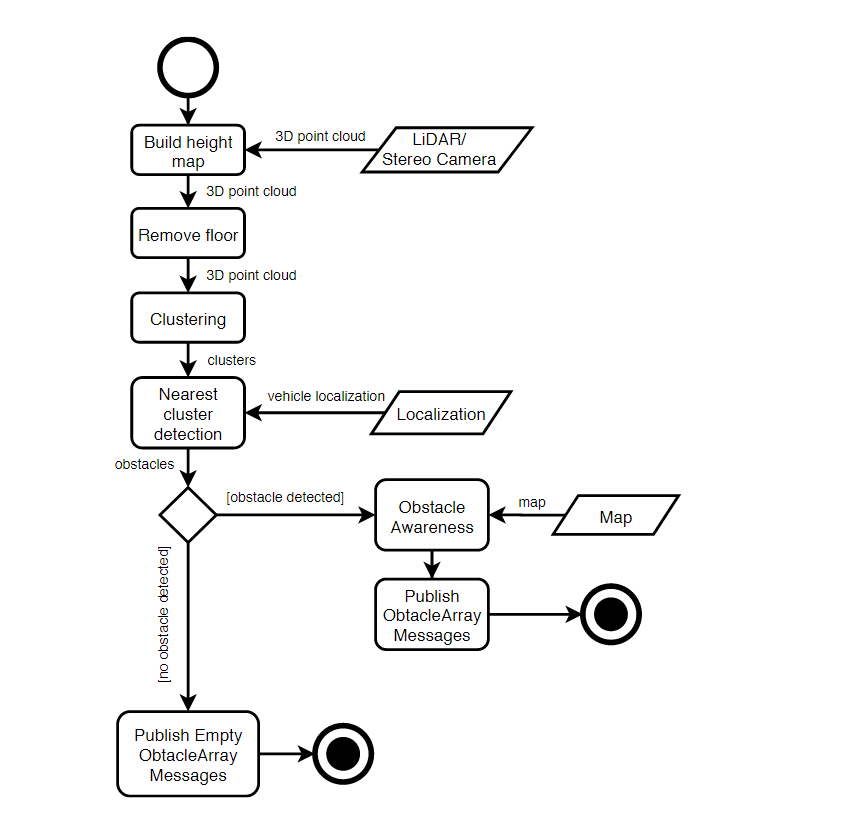 3D point cloud
LiDAR/
Stereo Camera
Build height
map
3D point cloud
Remove floor
3D point cloud
Clustering
clusters
Nearest
cluster
detection
vehicle localization
Localization
obstacles
[obstacle detected]
Obstacle
Awareness
map
Map
[no obstacle detected]
Publish
ObtacleArray
Messages
Publish Empty
ObtacleArray
Messages